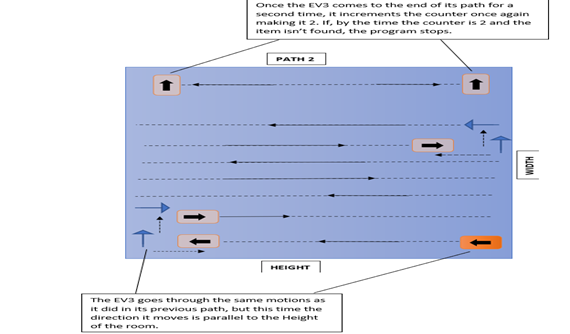 Once the EV3 comes to the end of its path for a
second time, it increments the counter once again
making it 2. If, by the time the counter is 2 and the
item isn't found, the program stops.
PATH 2
WIDTH
HEIGHT
The EV3 goes through the same motions as
it did in its previous path, but this time the
direction it moves is parallel to the Height
of the room.